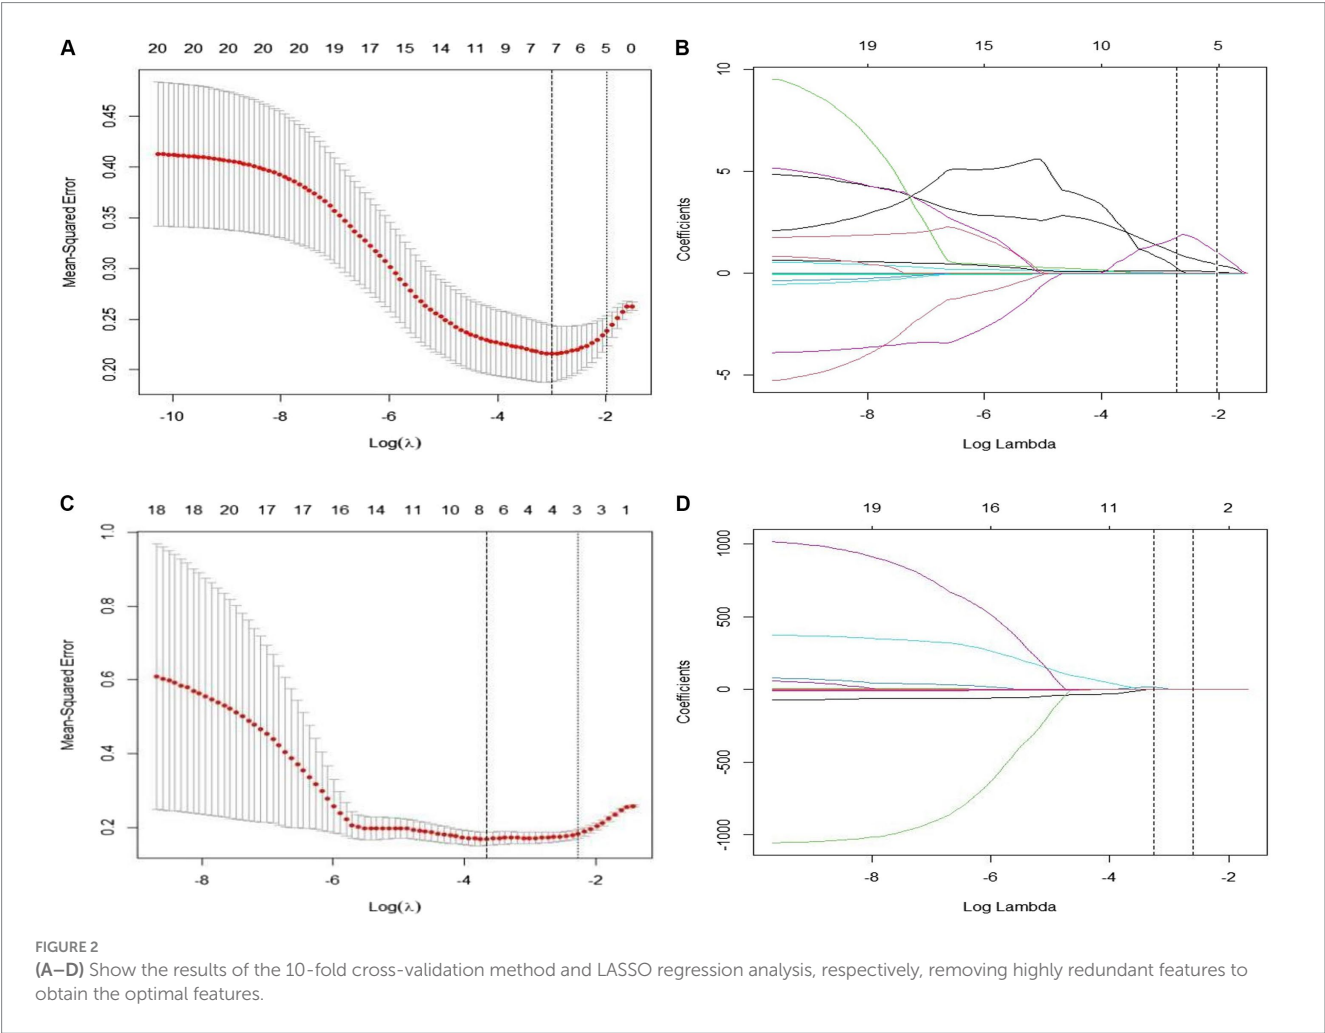 A
20 20 20 20 20 19 17 15 14 11 9 7 7 6 5 0
Mean-Squared Error
0.45
0.40
0.35
0.30
0.25
0.20
-10 -8 -6 -4 -2
Log(λ)
B
19 15 10 5
Coefficients
10
5
0
-5
-8 -6 -4 -2
Log Lambda
C
18 18 20 17 17 16 14 11 10 8 6 4 4 3 3 1
Mean-Squared Error
1.0
0.8
0.6
0.4
0.2
-8 -6 -4 -2
Log(λ)
D
19 16 11 2
Coefficients
1000
500
0
-500
-1000
-8 -6 -4 -2
Log Lambda
FIGURE 2
(A–D) Show the results of the 10-fold cross-validation method and LASSO regression analysis, respectively, removing highly redundant features to
obtain the optimal features.